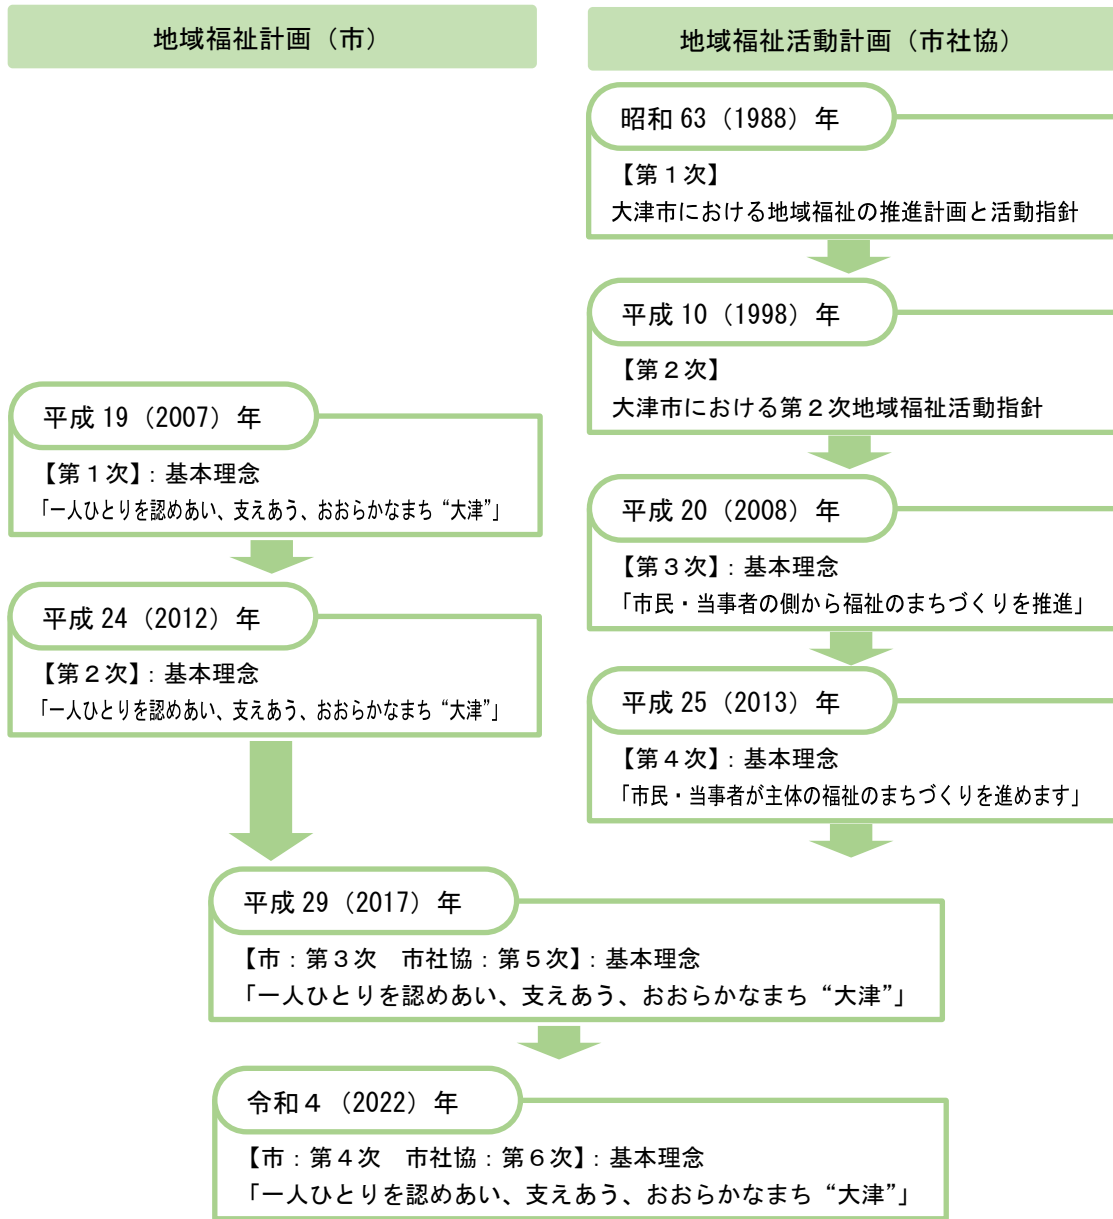 地域福祉計画（市）
地域福祉活動計画（市社協）
昭和 63（1988）年
【第１次】
大津市における地域福祉の推進計画と活動指針
平成 10（1998）年
【第２次】
大津市における第２次地域福祉活動指針
平成 19（2007）年
【第１次】：基本理念
「一人ひとりを認めあい、支えあう、おおらかなまち “大津”」
平成 20（2008）年
【第３次】：基本理念
「市民・当事者の側から福祉のまちづくりを推進」
平成 24（2012）年
【第２次】：基本理念
「一人ひとりを認めあい、支えあう、おおらかなまち “大津”」
平成 25（2013）年
【第４次】：基本理念
「市民・当事者が主体の福祉のまちづくりを進めます」
平成 29（2017）年
【市：第３次　市社協：第５次】：基本理念
「一人ひとりを認めあい、支えあう、おおらかなまち “大津”」
令和４（2022）年
【市：第４次　市社協：第６次】：基本理念
「一人ひとりを認めあい、支えあう、おおらかなまち “大津”」